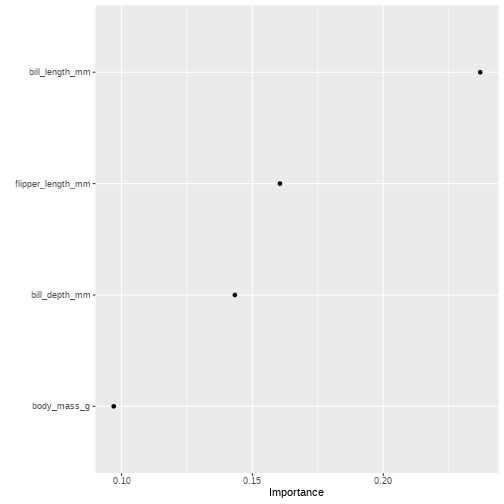 bill_length_mm
flipper_length_mm
bill_depth_mm
body_mass_g
0.10 0.15 0.20
Importance